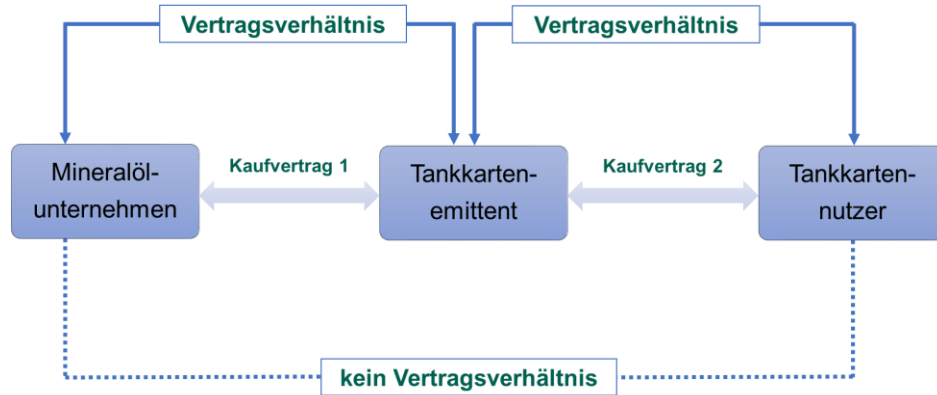 Vertragsverhältnis
Vertragsverhältnis
Mineralöl-
unternehmen
Kaufvertrag 1
Tankkarten-
emittent
Kaufvertrag 2
Tankkarten-
nutzer
kein Vertragsverhältnis